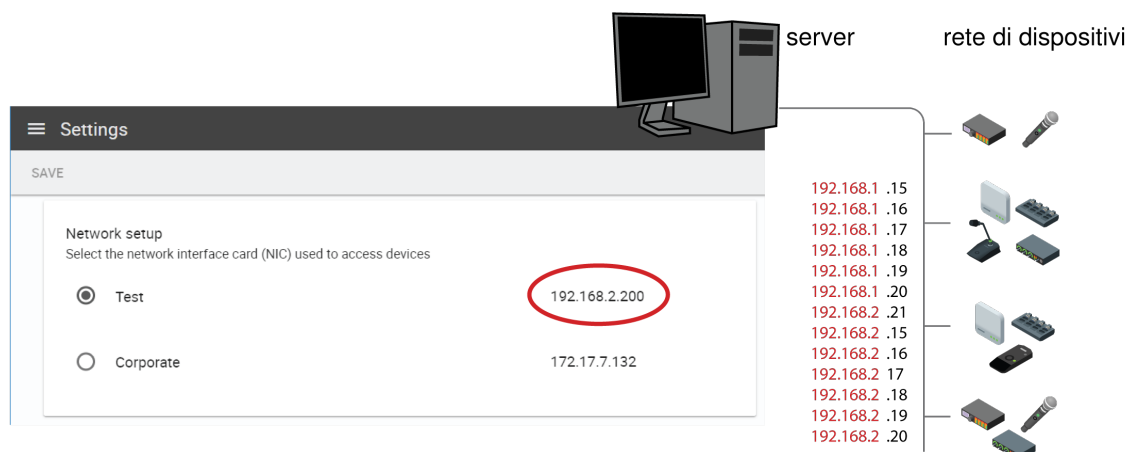 server
rete di dispositivi
Settings
SAVE
Network setup
Select the network interface card (NIC) used to access devices
Test 192.168.2.200
Corporate 172.17.7.132
192.168.1 .15
192.168.1 .16
192.168.1 .17
192.168.1 .18
192.168.1 .19
192.168.1 .20
192.168.2 .21
192.168.2 .15
192.168.2 .16
192.168.2 17
192.168.2 .18
192.168.2 .19
192.168.2 .20